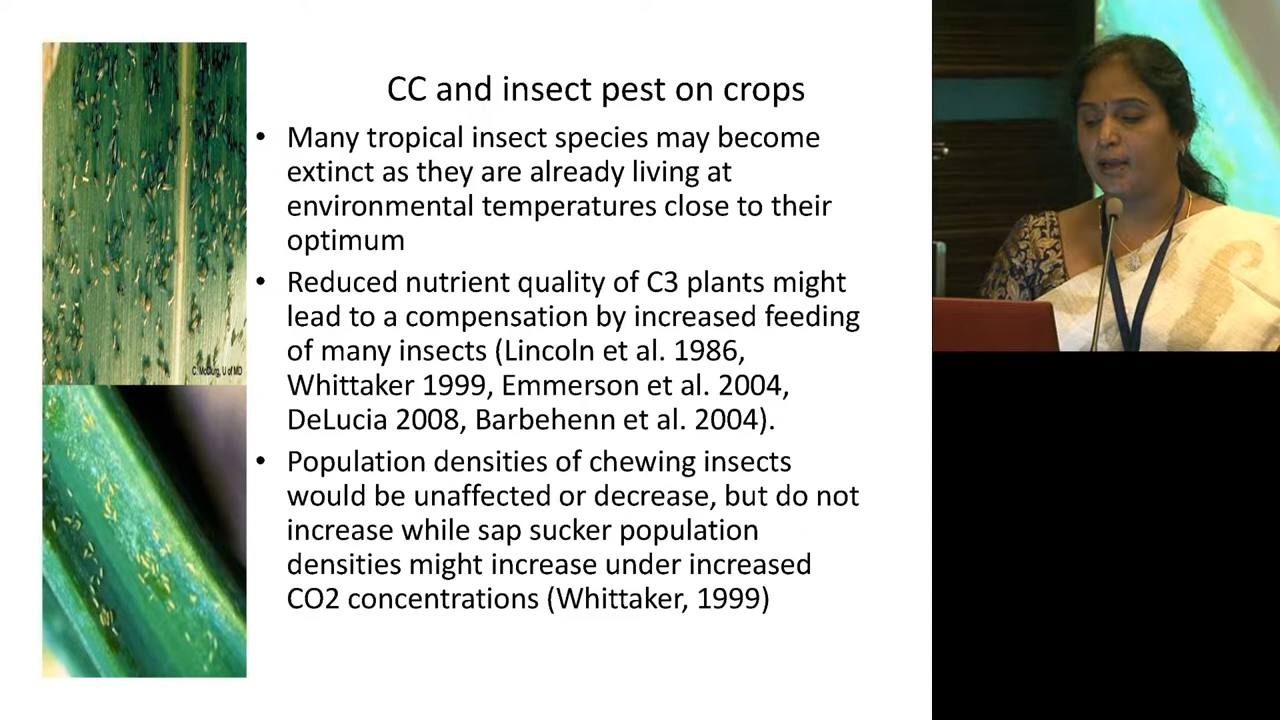 CC and insect pest on crops
• Many tropical insect species may become
extinct as they are already living at
environmental temperatures close to their
optimum
• Reduced nutrient quality of C3 plants might
lead to a compensation by increased feeding
of many insects (Lincoln et al. 1986,
Whittaker 1999, Emmerson et al. 2004,
DeLucia 2008, Barbehenn et al. 2004).
• Population densities of chewing insects
would be unaffected or decrease, but do not
increase while sap sucker population
densities might increase under increased
CO2 concentrations (Whittaker, 1999)
U of MD